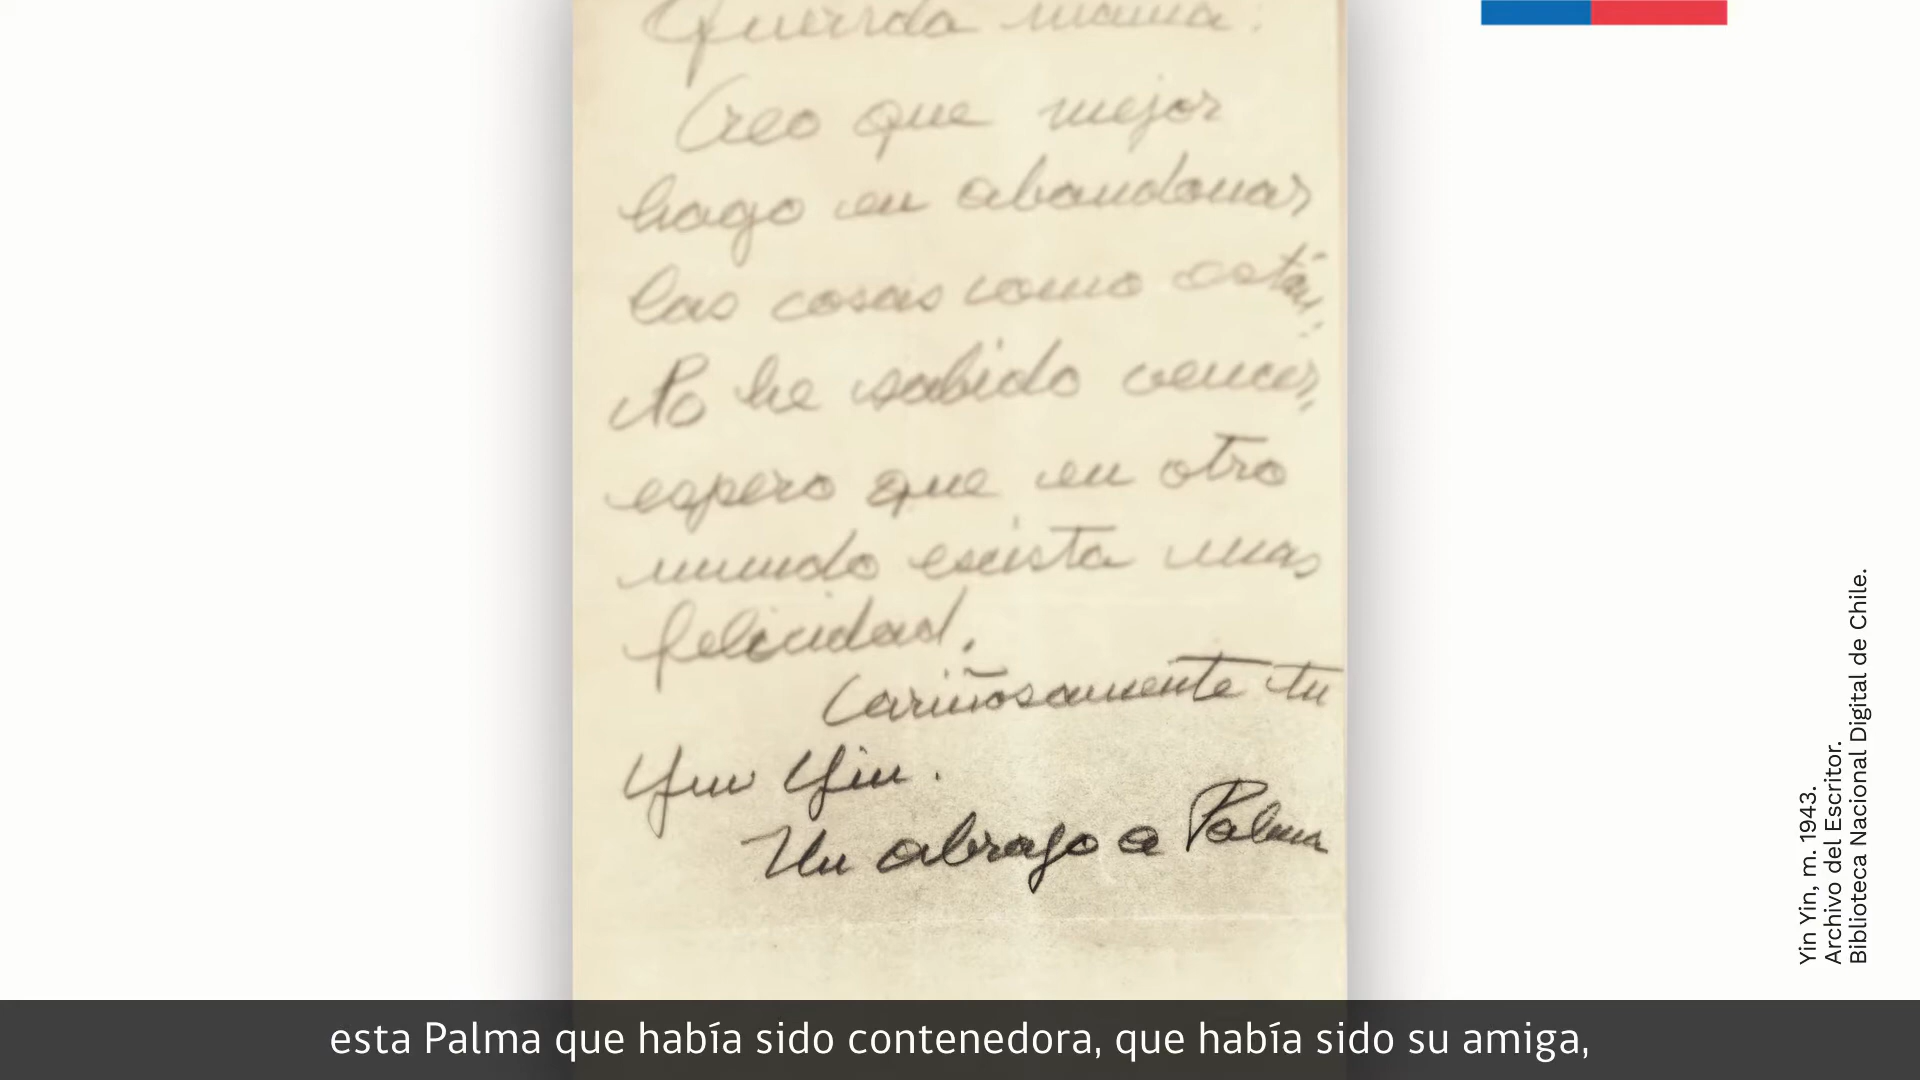 Querida mamá:
Creo que mejor
hago en abandonar
las cosas como están.
No he sabido vencer,
espero que en otro
mundo exista mas
felicidad.
Cariñosamente tu
Yin Yin.
Un abrazo a Palma
Yin Yin, m. 1943.
Archivo del Escritor.
Biblioteca Nacional Digital de Chile.
esta Palma que había sido contenedora, que había sido su amiga,